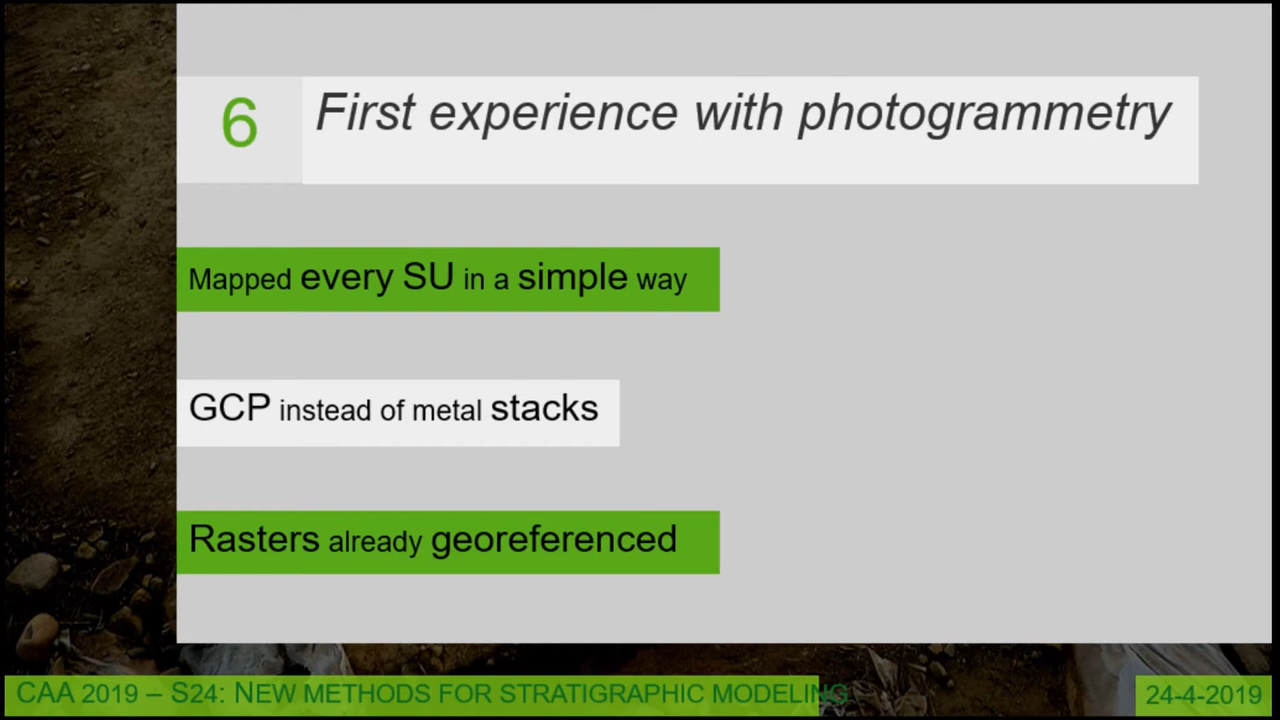 6
First experience with photogrammetry
Mapped every SU in a simple way
GCP instead of metal stacks
Rasters already georeferenced
CAA 2019 – S24: NEW METHODS FOR STRATIGRAPHIC MODELING
24-4-2019